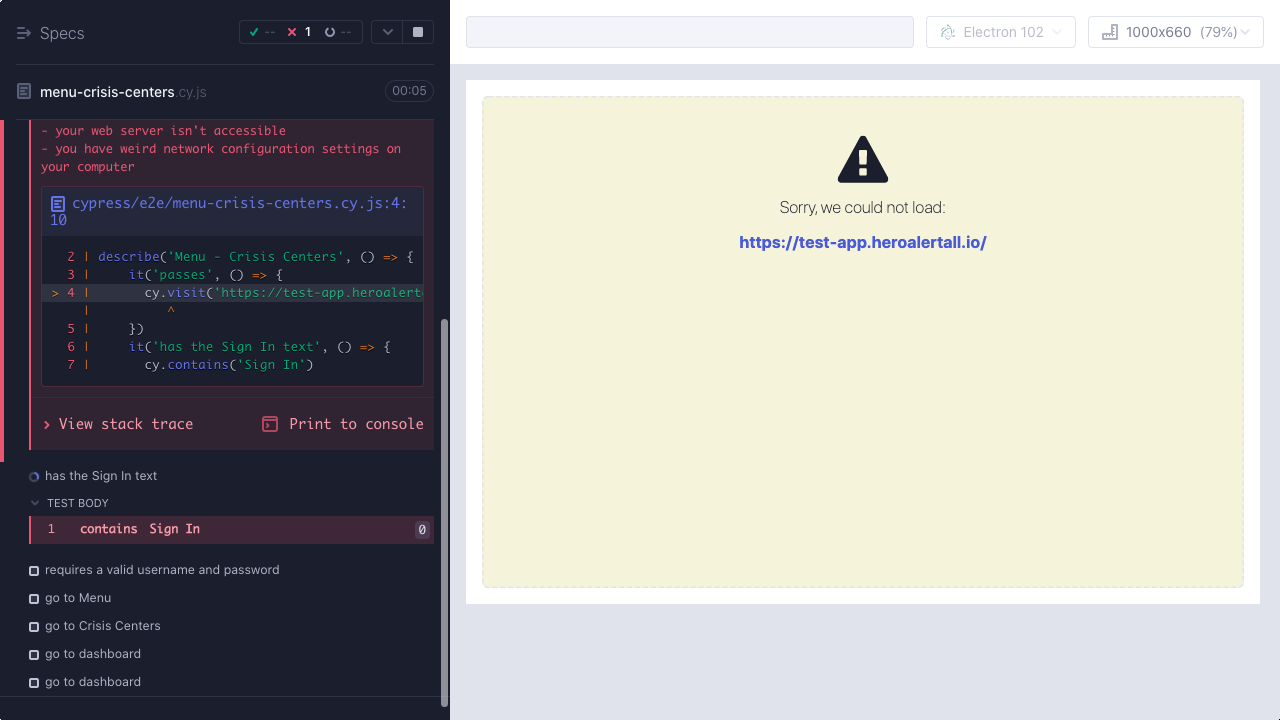 Specs
-- 1 --
menu-crisis-centers.cy.js 00:05
- your web server isn't accessible
- you have weird network configuration settings on
your computer
cypress/e2e/menu-crisis-centers.cy.js:4:
10
2 | describe('Menu - Crisis Centers', () => {
3 | it('passes', () => {
> 4 | cy.visit('https://test-app.heroalert
| ^
5 | })
6 | it('has the Sign In text', () => {
7 | cy.contains('Sign In')
View stack trace
Print to console
has the Sign In text
TEST BODY
1 contains Sign In 0
requires a valid username and password
go to Menu
go to Crisis Centers
go to dashboard
go to dashboard
Electron 102
1000x660 (79%)
Sorry, we could not load:
https://test-app.heroalertall.io/